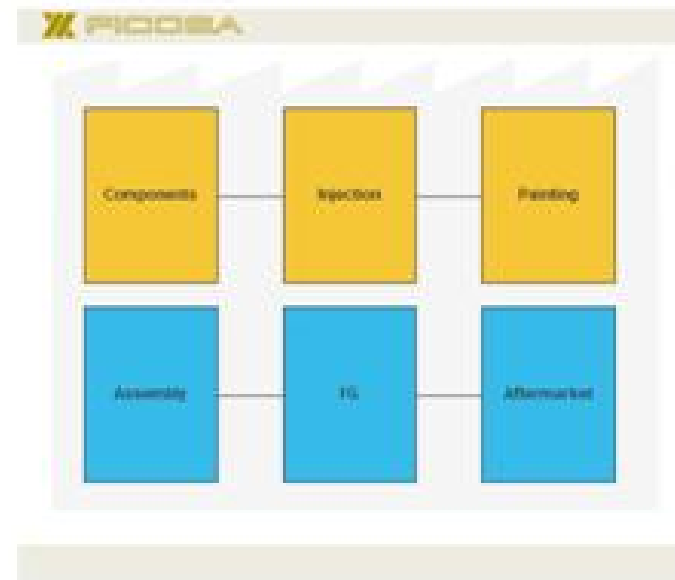 FICOSA
Components Injection Painting
Assembly FG Aftermarket